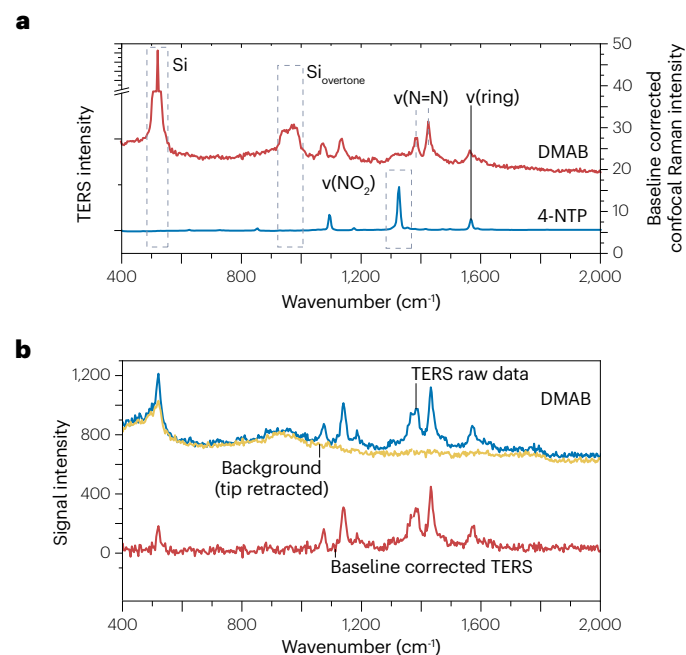 a
Si
Si overtone
ν(N=N)
ν(ring)
DMAB
ν(NO2)
4-NTP
TERS intensity
50
40
30
20
10
0
Baseline corrected
confocal Raman intensity
400
800
1,200
1,600
2,000
Wavenumber (cm-1)
b
1,200
800
400
0
Signal intensity
TERS raw data
DMAB
Background
(tip retracted)
Baseline corrected TERS
400
800
1,200
1,600
2,000
Wavenumber (cm-1)